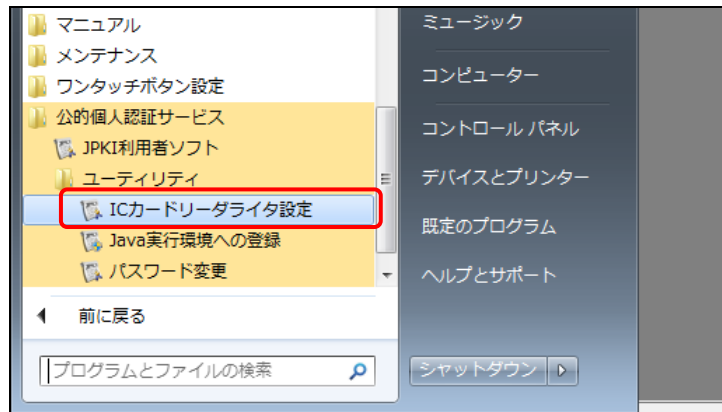 マニュアル
メンテナンス
ワンタッチボタン設定
公的個人認証サービス
JPKI利用者ソフト
ユーティリティ
ICカードリーダライタ設定
Java実行環境への登録
パスワード変更
前に戻る
プログラムとファイルの検索
ミュージック
コンピューター
コントロール パネル
デバイスとプリンター
既定のプログラム
ヘルプとサポート
シャットダウン